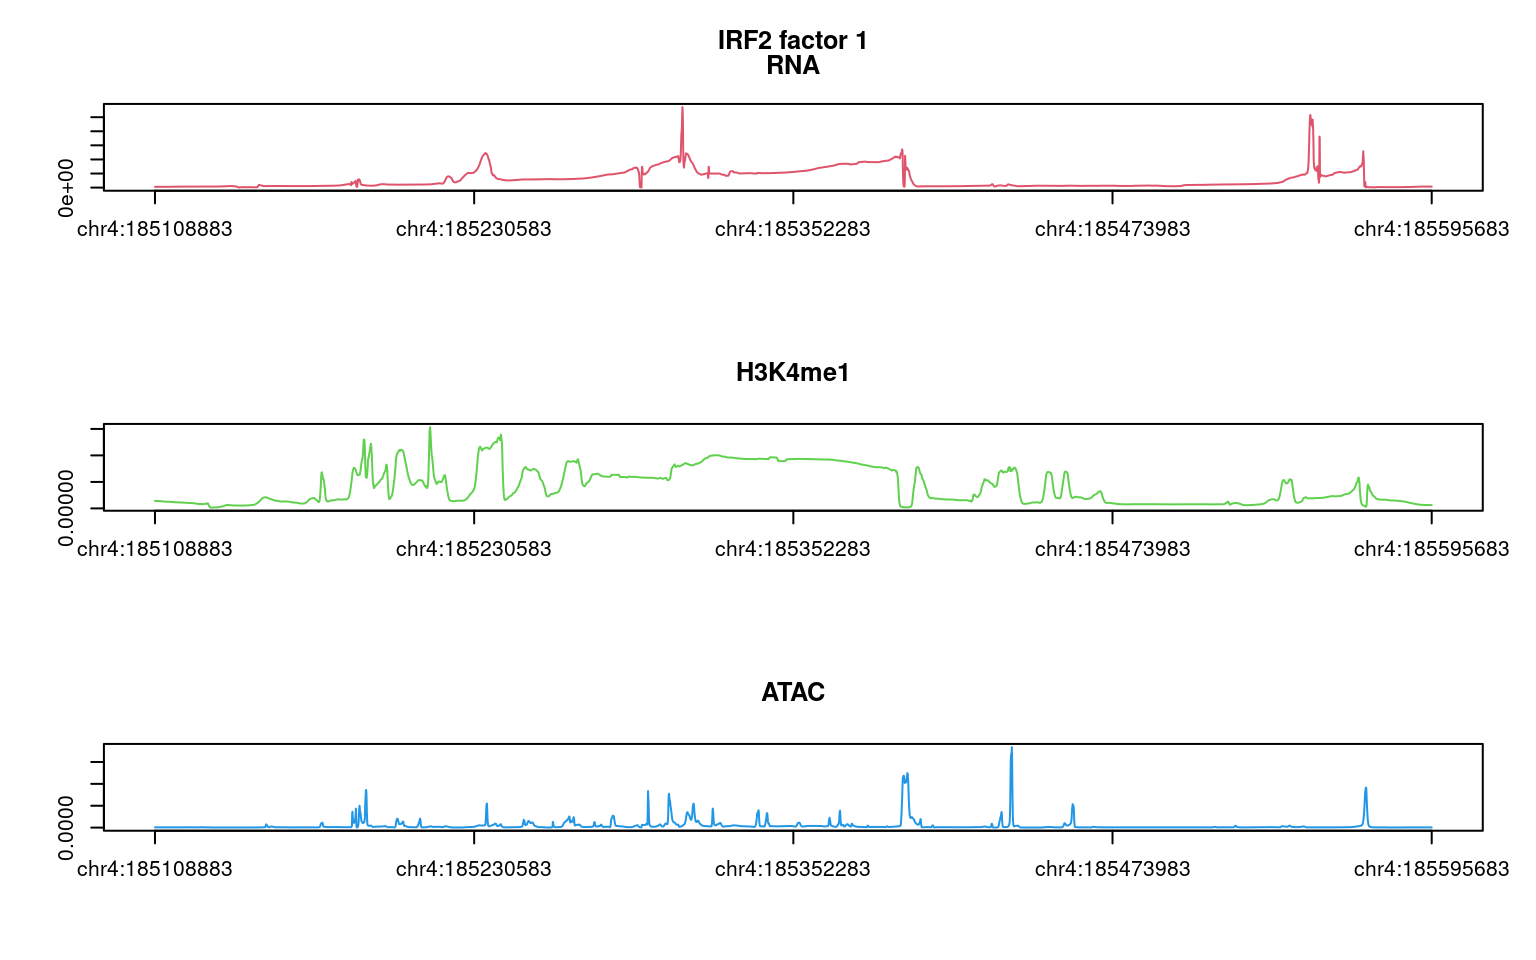 IRF2 factor 1
RNA
0e+00
chr4:185108883 chr4:185230583 chr4:185352283 chr4:185473983 chr4:185595683
H3K4me1
0.00000
chr4:185108883 chr4:185230583 chr4:185352283 chr4:185473983 chr4:185595683
ATAC
0.0000
chr4:185108883 chr4:185230583 chr4:185352283 chr4:185473983 chr4:185595683